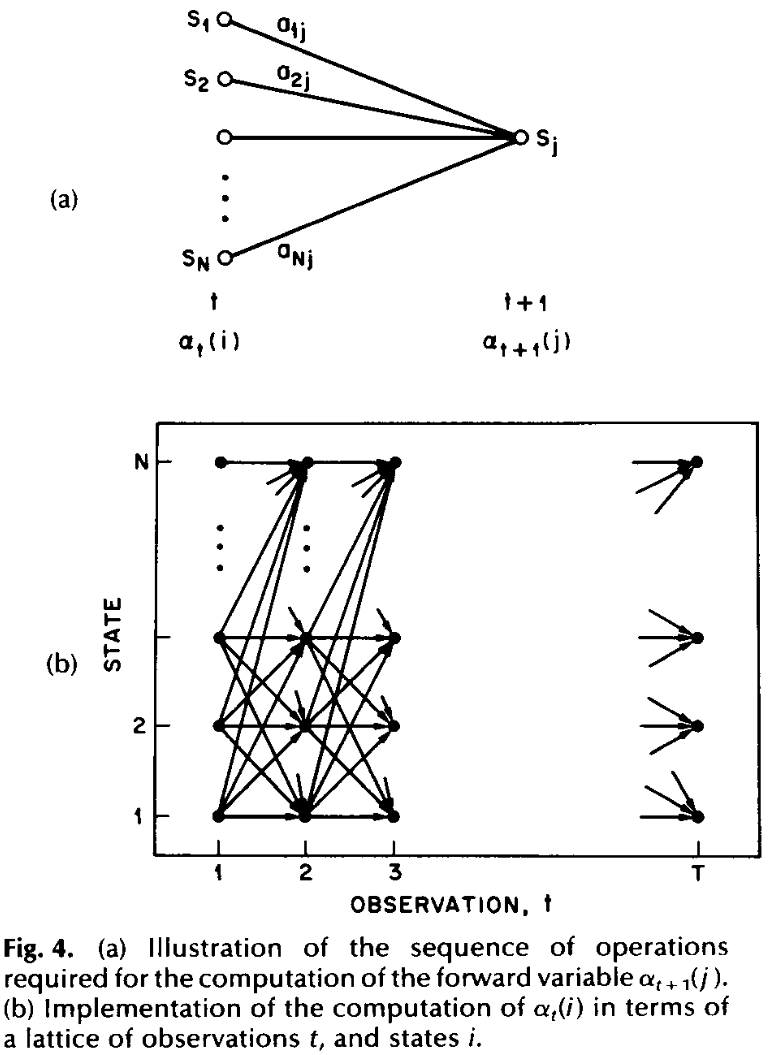 S1 a1j
S2 a2j
Sj
(a)
SN aNj
t t+1
αt(i) αt+1(j)
N
STATE
(b)
2
1
1 2 3 T
OBSERVATION, t
Fig. 4. (a) Illustration of the sequence of operations
required for the computation of the forward variable αt+1(j).
(b) Implementation of the computation of αt(i) in terms of
a lattice of observations t, and states i.